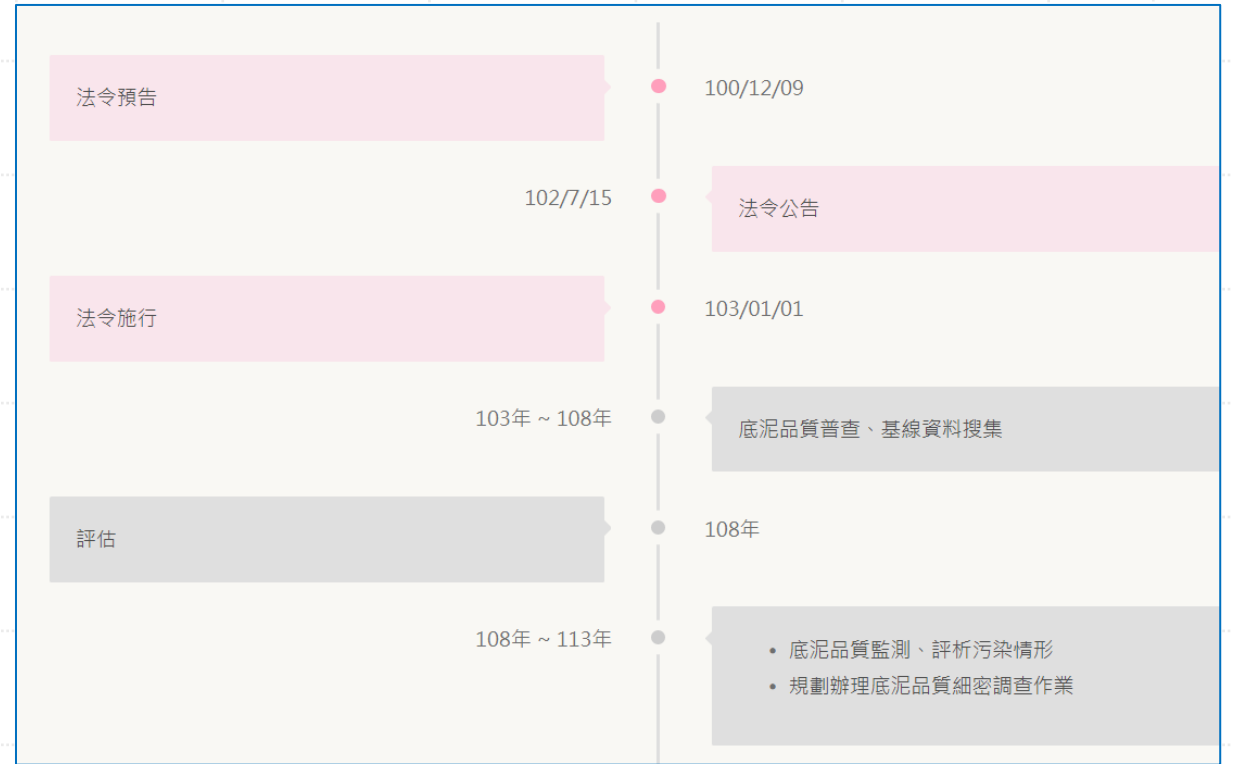 法令預告
100/12/09
102/7/15
法令公告
法令施行
103/01/01
103年 ~ 108年
底泥品質普查、基線資料搜集
評估
108年
108年 ~ 113年
• 底泥品質監測、評析污染情形
• 規劃辦理底泥品質細密調查作業